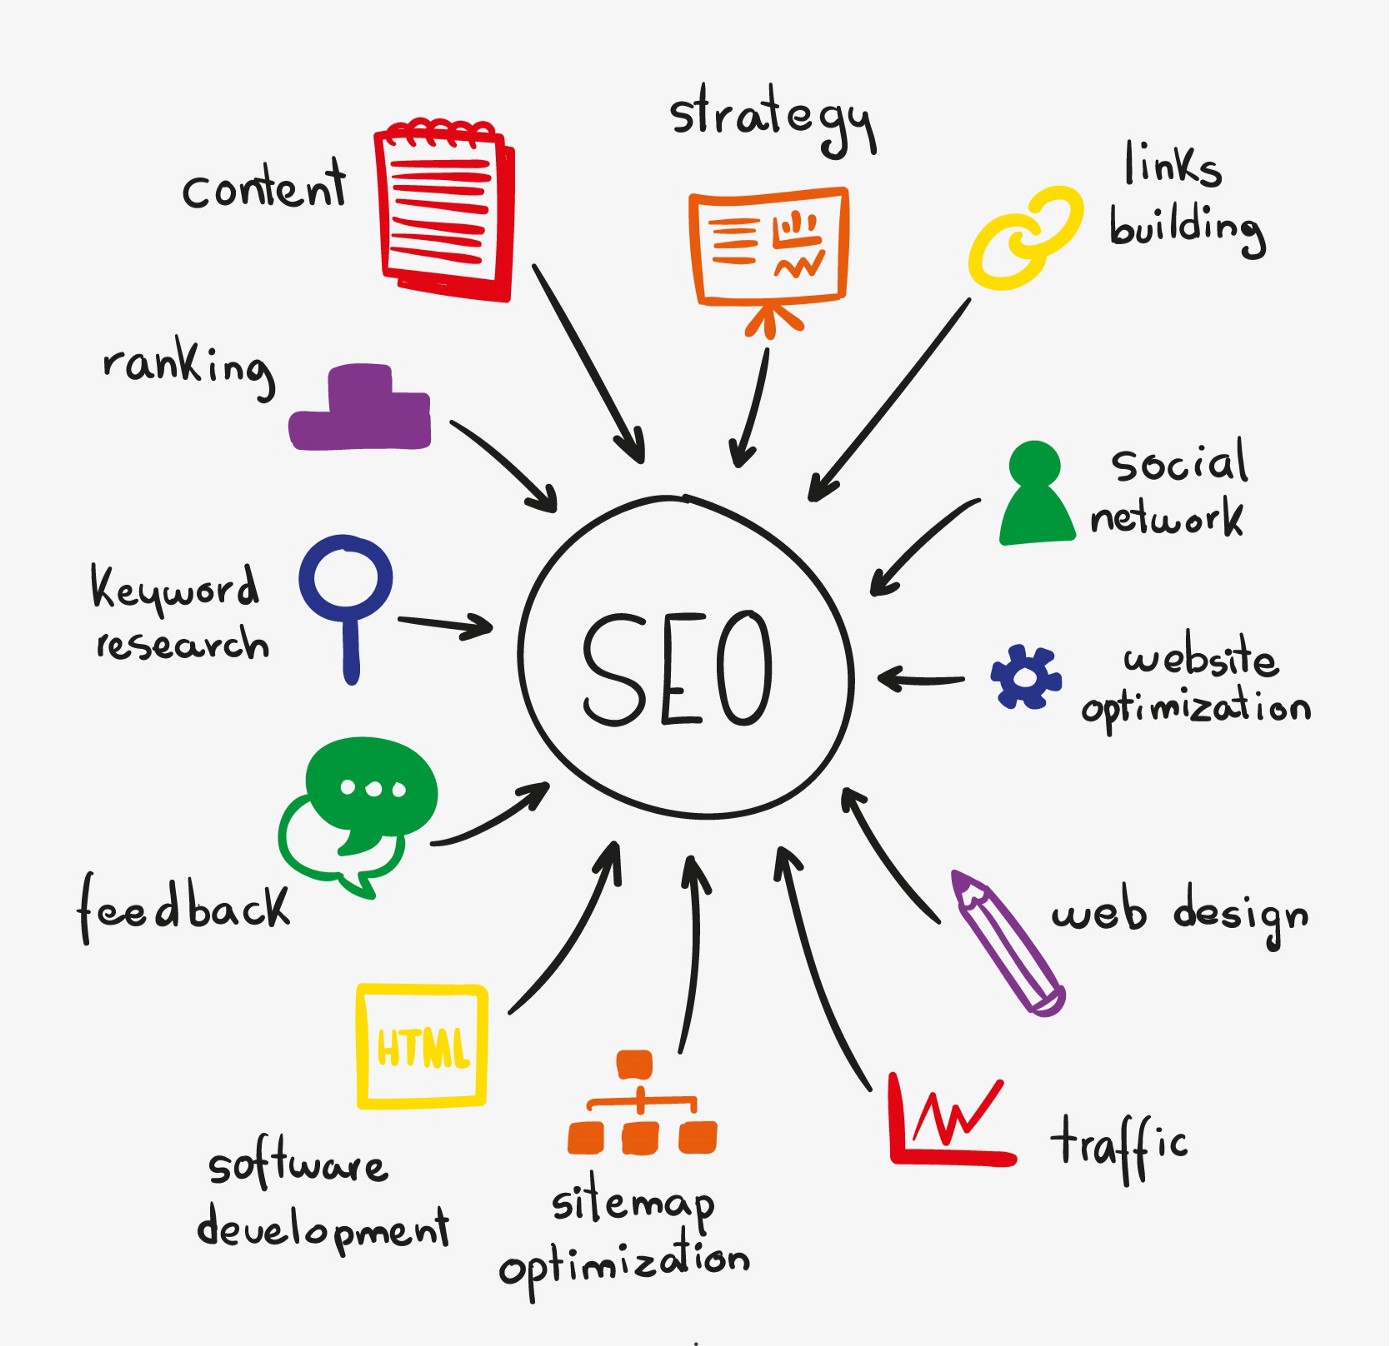 strategy
content
links
building
ranking
social
network
keyword
research
SEO
website
optimization
feedback
web design
HTML
software
development
sitemap
optimization
traffic